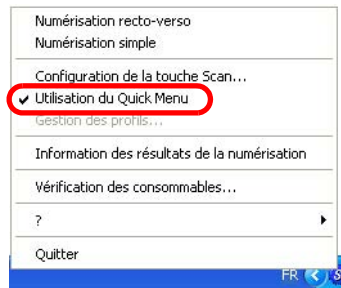 Numérisation recto-verso
Numérisation simple
Configuration de la touche Scan...
Utilisation du Quick Menu
Gestion des profils...
Information des résultats de la numérisation
Vérification des consommables...
?
Quitter
FR